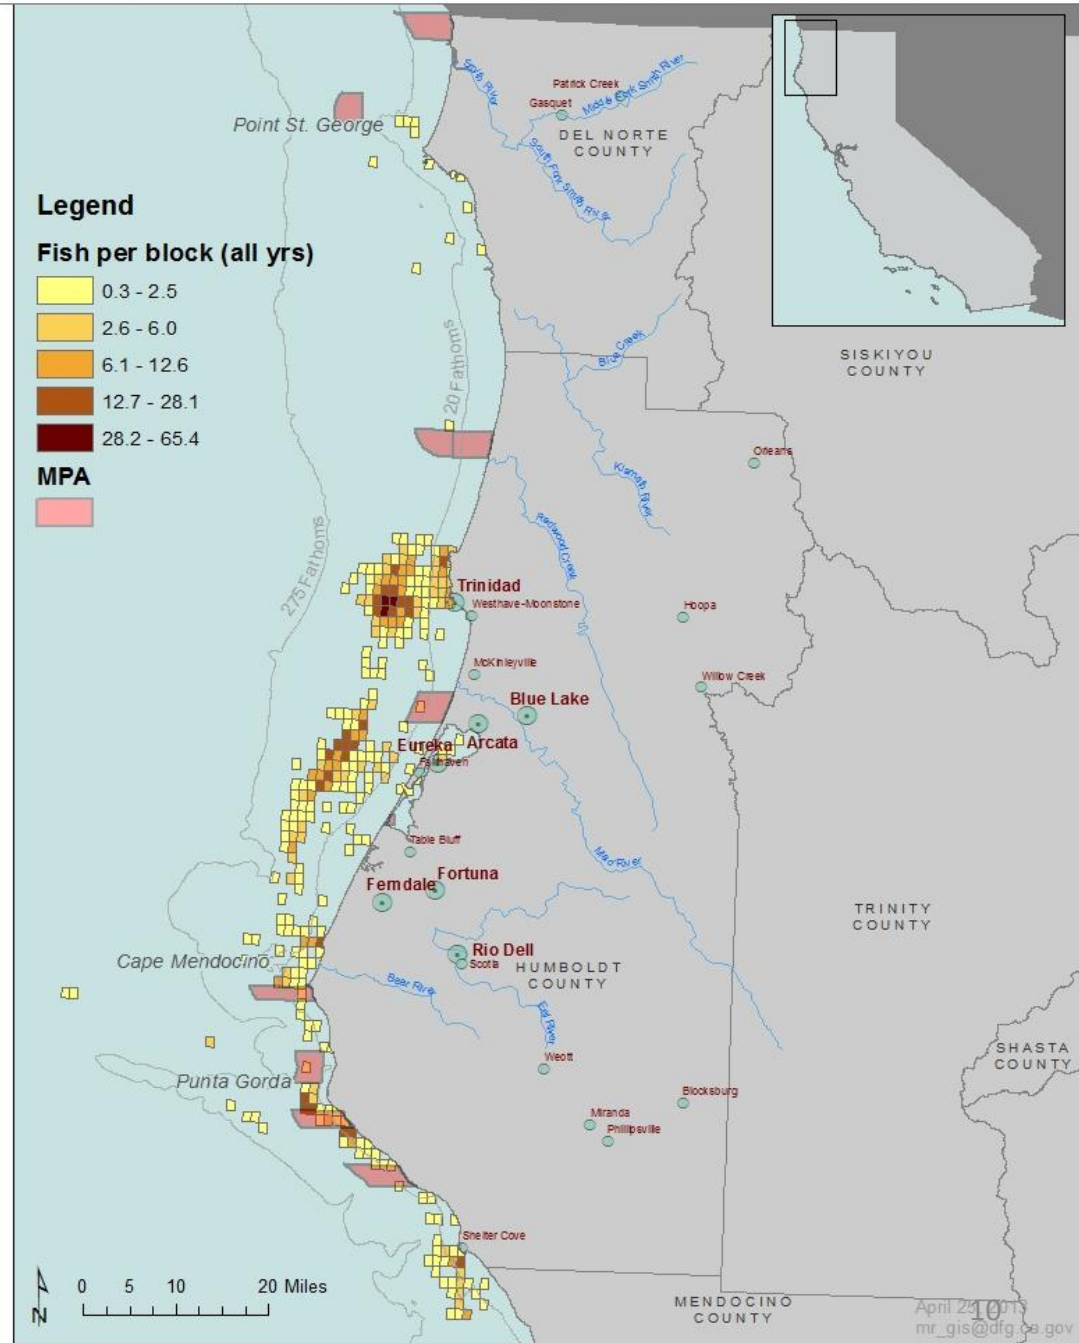 Smith River
Patrick Creek
Middle Fork Smith River
Gasquet
Point St. George
DEL NORTE
COUNTY
South Fork Smith River
Legend
Fish per block (all yrs)
0.3 - 2.5
2.6 - 6.0
6.1 - 12.6
12.7 - 28.1
28.2 - 65.4
MPA
20 Fathoms
Blue Creek
SISKIYOU
COUNTY
Orleans
Klamath River
Redwood Creek
275 Fathoms
Trinidad
Westhave-Moonstone
Hoopa
McKinleyville
Willow Creek
Blue Lake
Eureka
Arcata
Fairhaven
Table Bluff
Mad River
Fortuna
Ferndale
TRINITY
COUNTY
Rio Dell
Scotia
Cape Mendocino
HUMBOLDT
COUNTY
Bear River
Eel River
SHASTA
COUNTY
Weott
Punta Gorda
Blocksburg
Miranda
Phillipsville
Shelter Cove
N
0 5 10 20 Miles
MENDOCINO
COUNTY
April 25, 2013
10
mr_gis@dfg.ca.gov